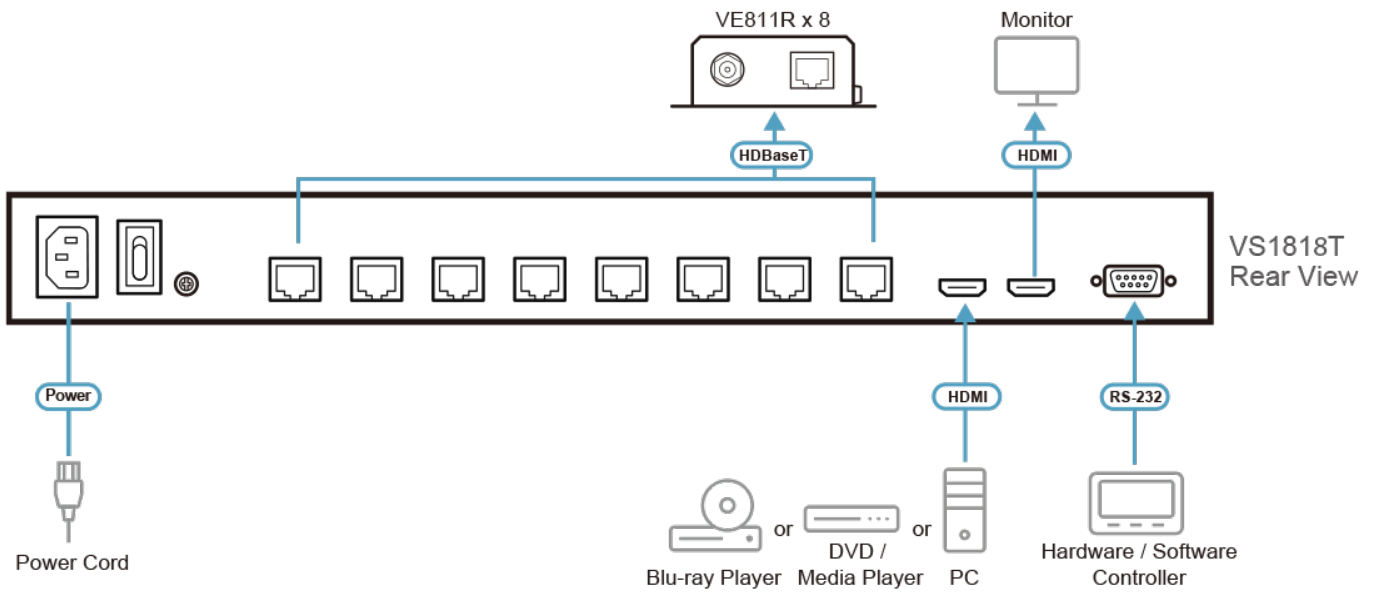 VE811R x 8
Monitor
HDBaseT
HDMI
VS1818T
Rear View
Power
HDMI
RS-232
Power Cord
or
or
Blu-ray Player
DVD /
Media Player
PC
Hardware / Software
Controller